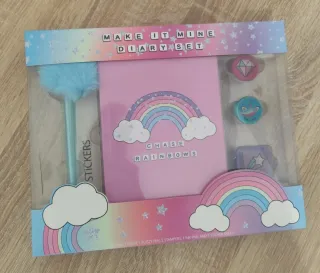 MAKE IT MINE
DIARY SET
STICKERS
CHASE
RAINBOWS